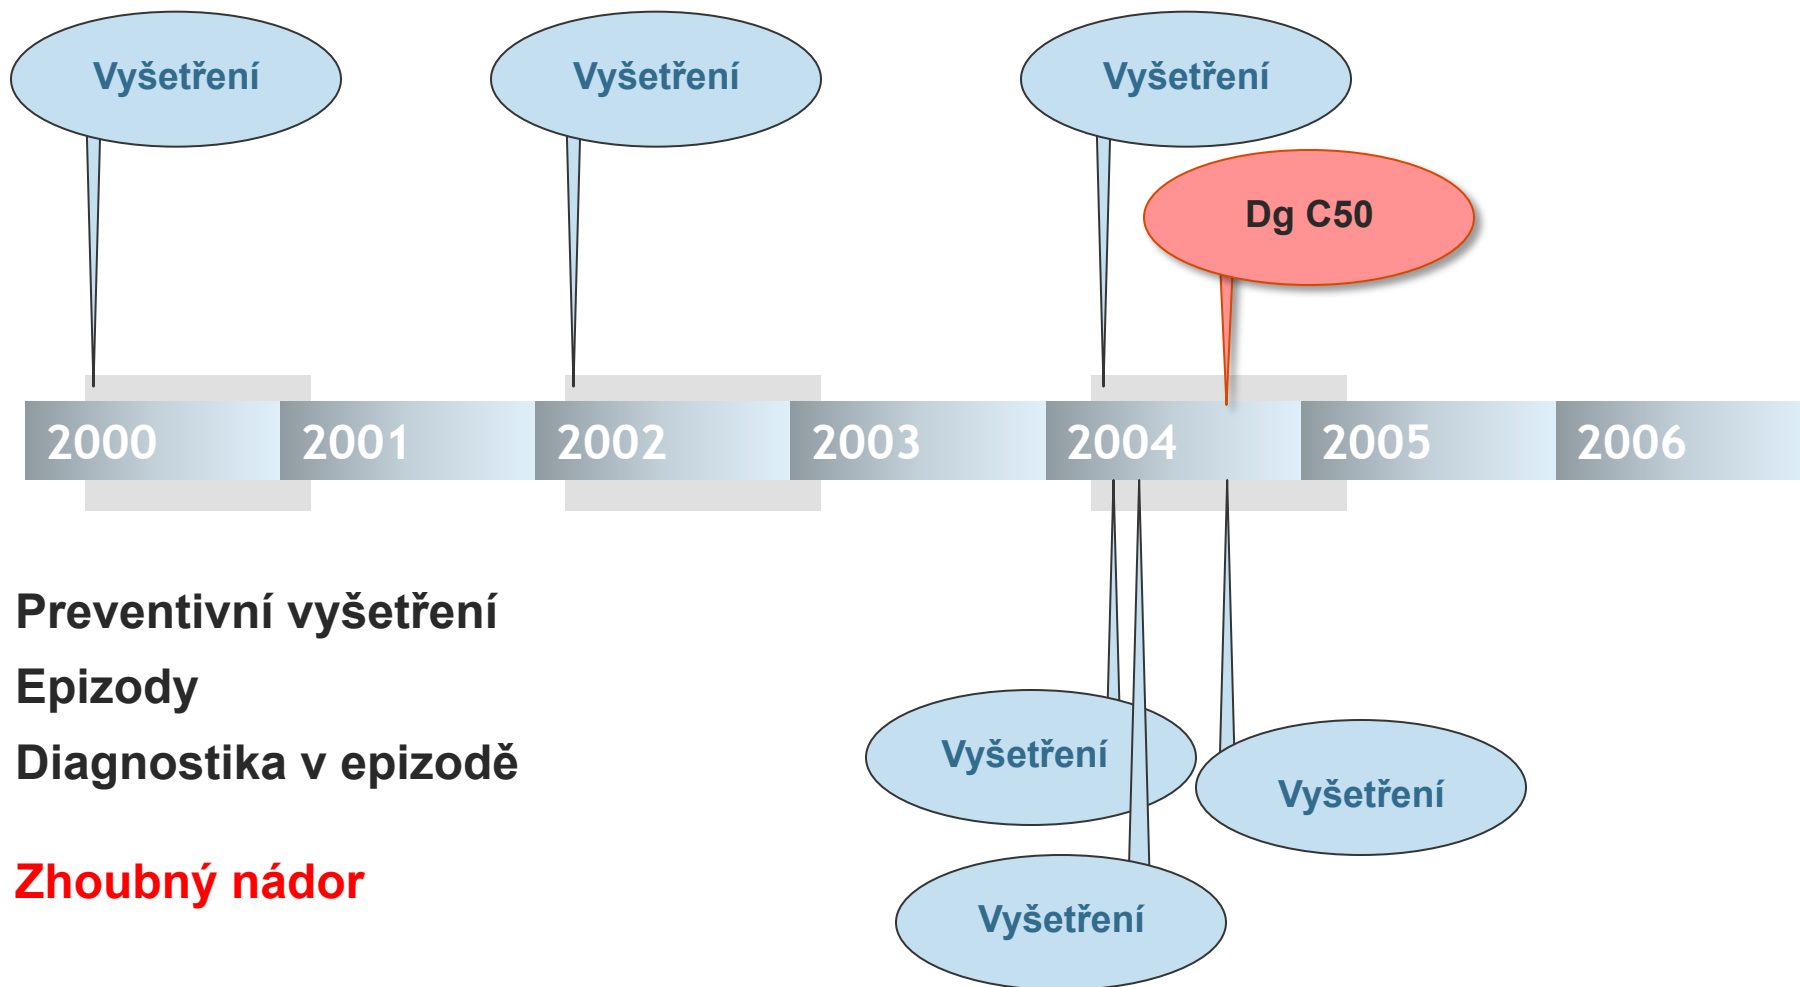 Vyšetření
Vyšetření
Vyšetření
Dg C50
2000
2001
2002
2003
2004
2005
2006
Preventivní vyšetření
Epizody
Diagnostika v epizodě
Zhoubný nádor
Vyšetření
Vyšetření
Vyšetření